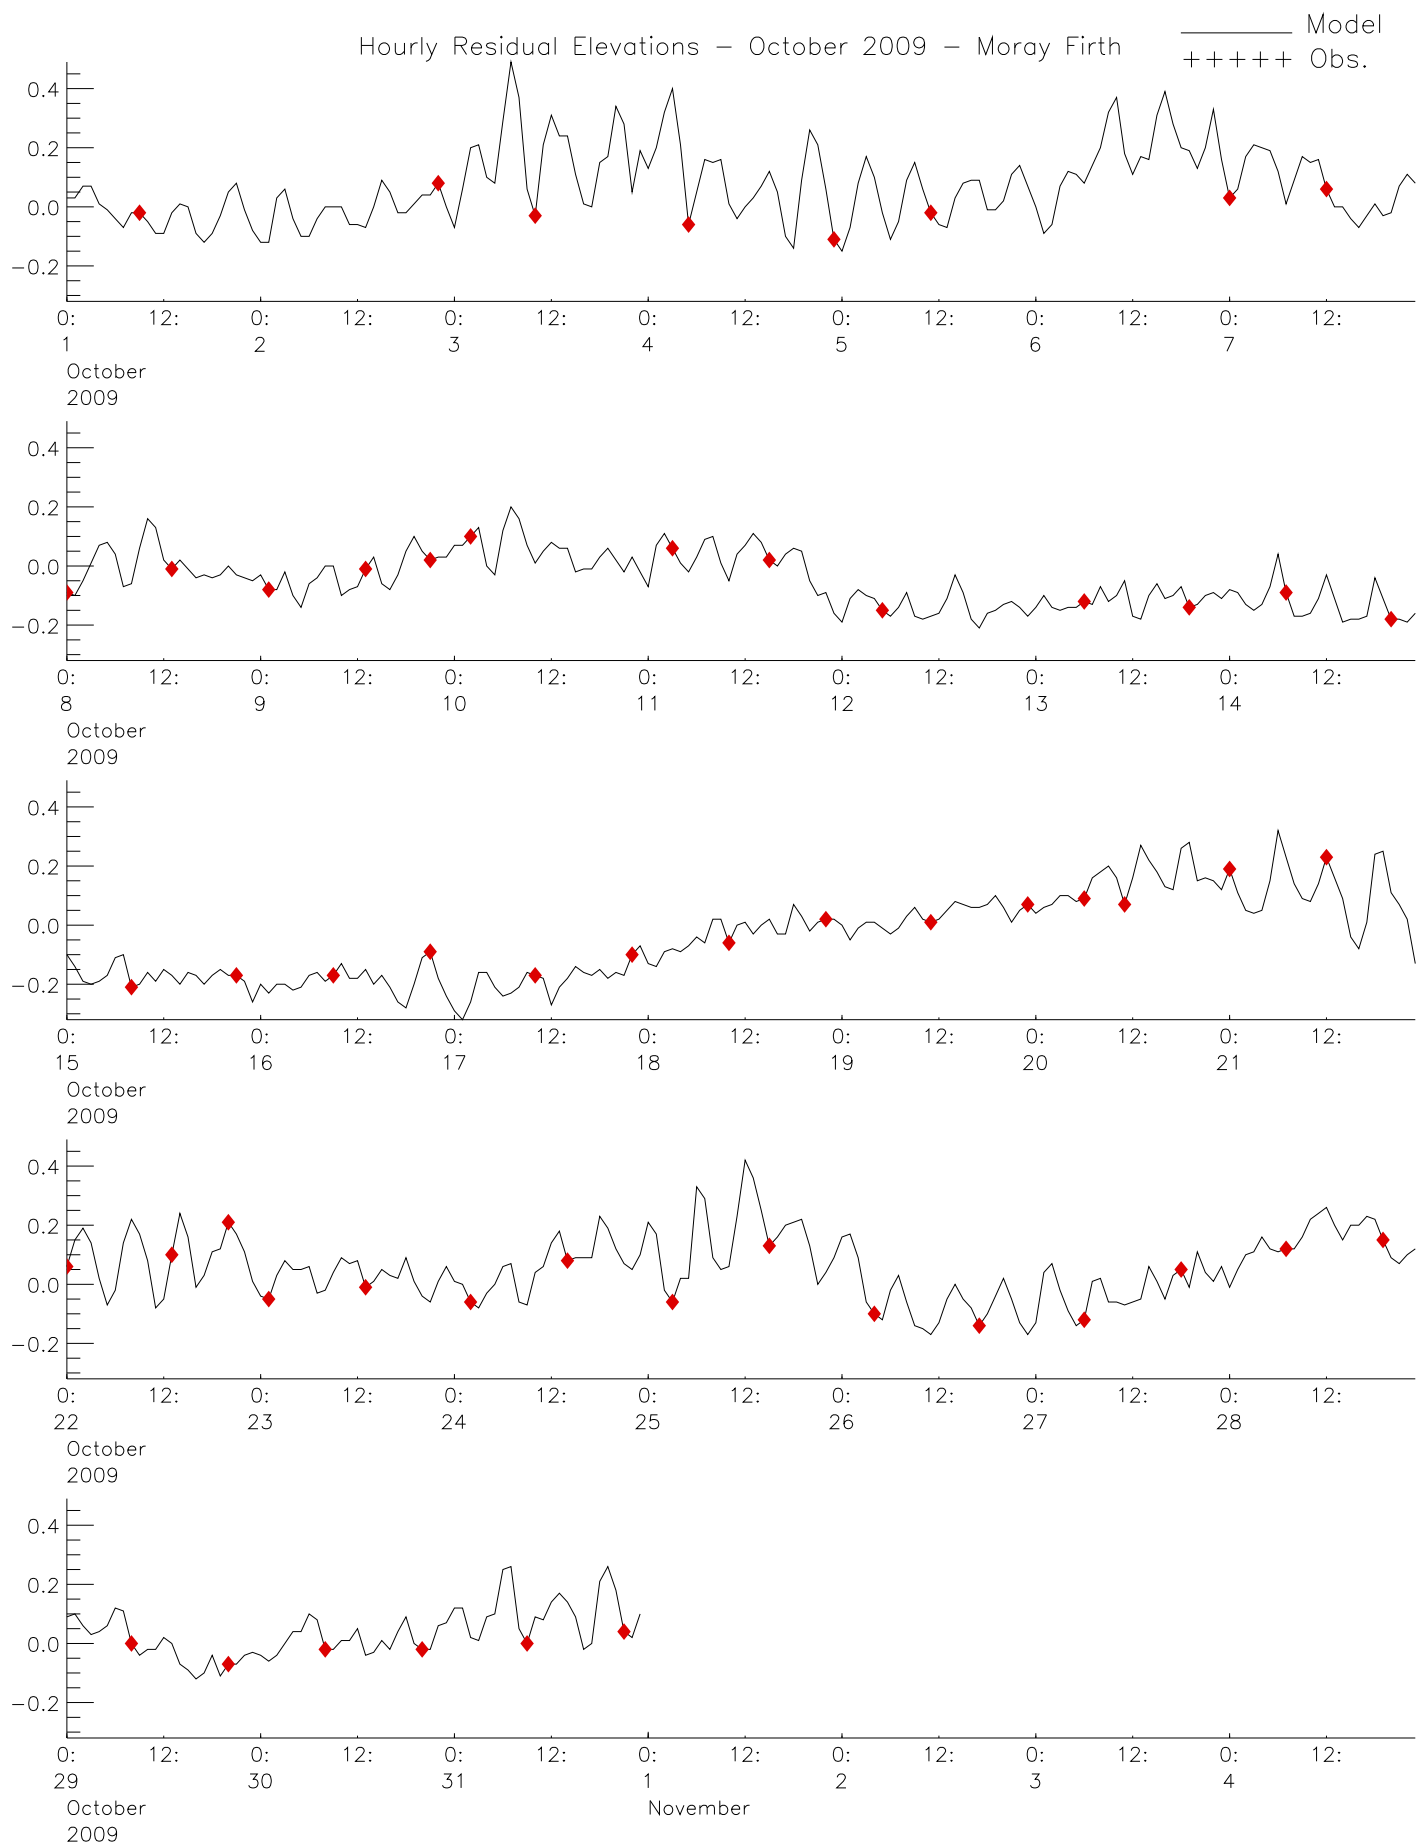 Hourly Residual Elevations − October 2009 − Moray Firth
Model
+++++ Obs.
0.4
0.2
0.0
−0.2
0: 12: 0: 12: 0: 12: 0: 12: 0: 12: 0: 12: 0: 12:
1 2 3 4 5 6 7
October
2009
0.4
0.2
0.0
−0.2
0: 12: 0: 12: 0: 12: 0: 12: 0: 12: 0: 12: 0: 12:
8 9 10 11 12 13 14
October
2009
0.4
0.2
0.0
−0.2
0: 12: 0: 12: 0: 12: 0: 12: 0: 12: 0: 12: 0: 12:
15 16 17 18 19 20 21
October
2009
0.4
0.2
0.0
−0.2
0: 12: 0: 12: 0: 12: 0: 12: 0: 12: 0: 12: 0: 12:
22 23 24 25 26 27 28
October
2009
0.4
0.2
0.0
−0.2
0: 12: 0: 12: 0: 12: 0: 12: 0: 12: 0: 12: 0: 12:
29 30 31 1 2 3 4
October November
2009